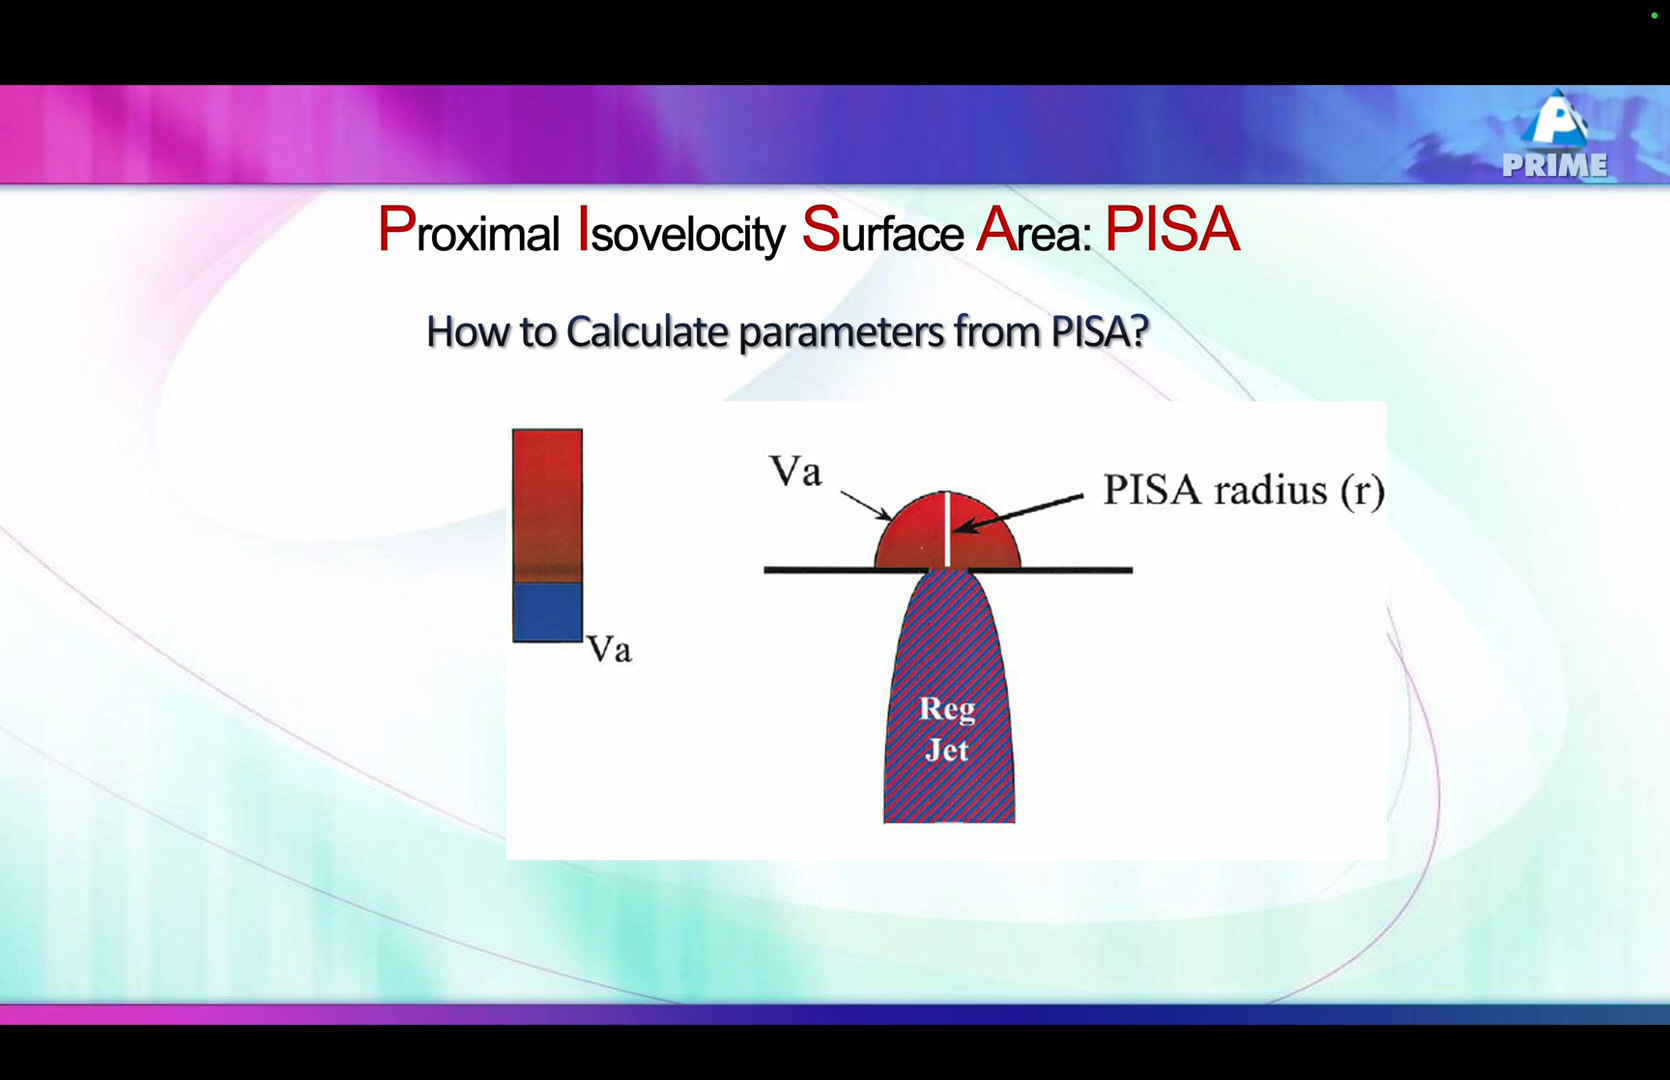 PRIME
Proximal Isovelocity Surface Area: PISA
How to Calculate parameters from PISA?
Va
PISA radius (r)
Va
Reg
Jet